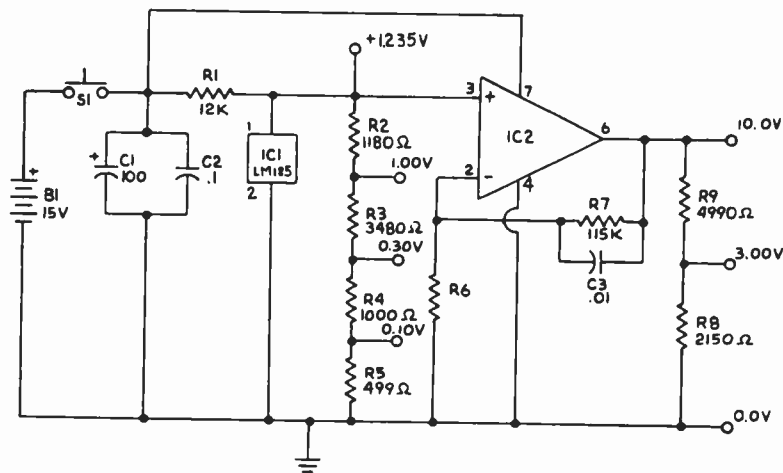 +1.235V
S1
R1
12K
3
+
7
IC2
6
10.0V
1
IC1
LM185
2
R2
1180Ω
1.00V
2
-
4
+
C1
100
C2
.1
+
B1
15V
R3
3480Ω
0.30V
R7
115K
R9
4990Ω
3.00V
C3
.01
R6
R4
1000Ω
0.10V
R8
2150Ω
R5
499Ω
0.0V